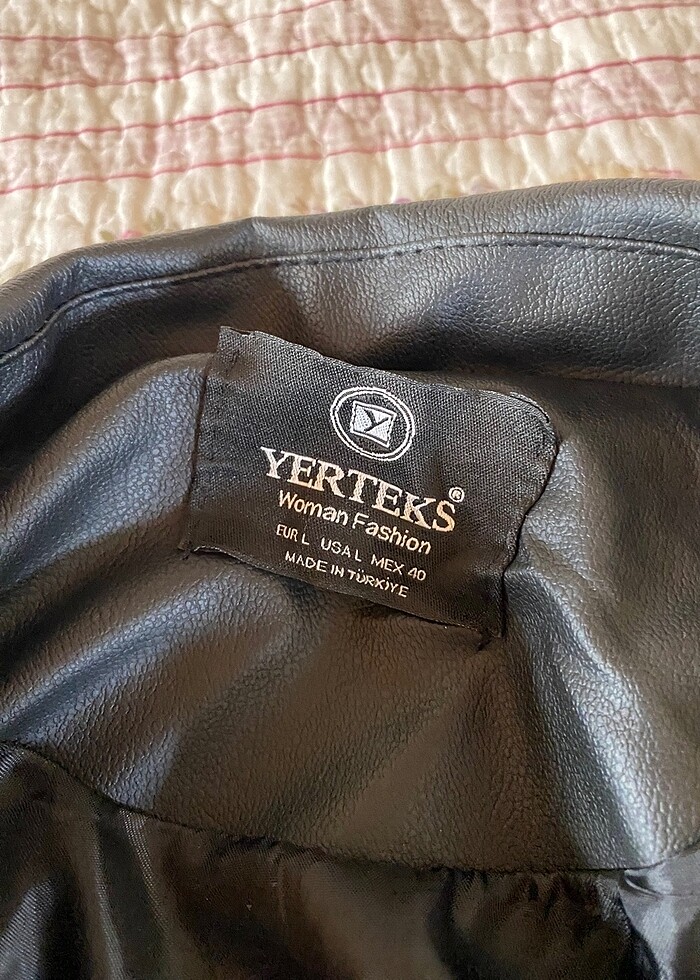 Y
YERTEKS®
Woman Fashion
EUR L USA L MEX 40
MADE IN TÜRKİYE